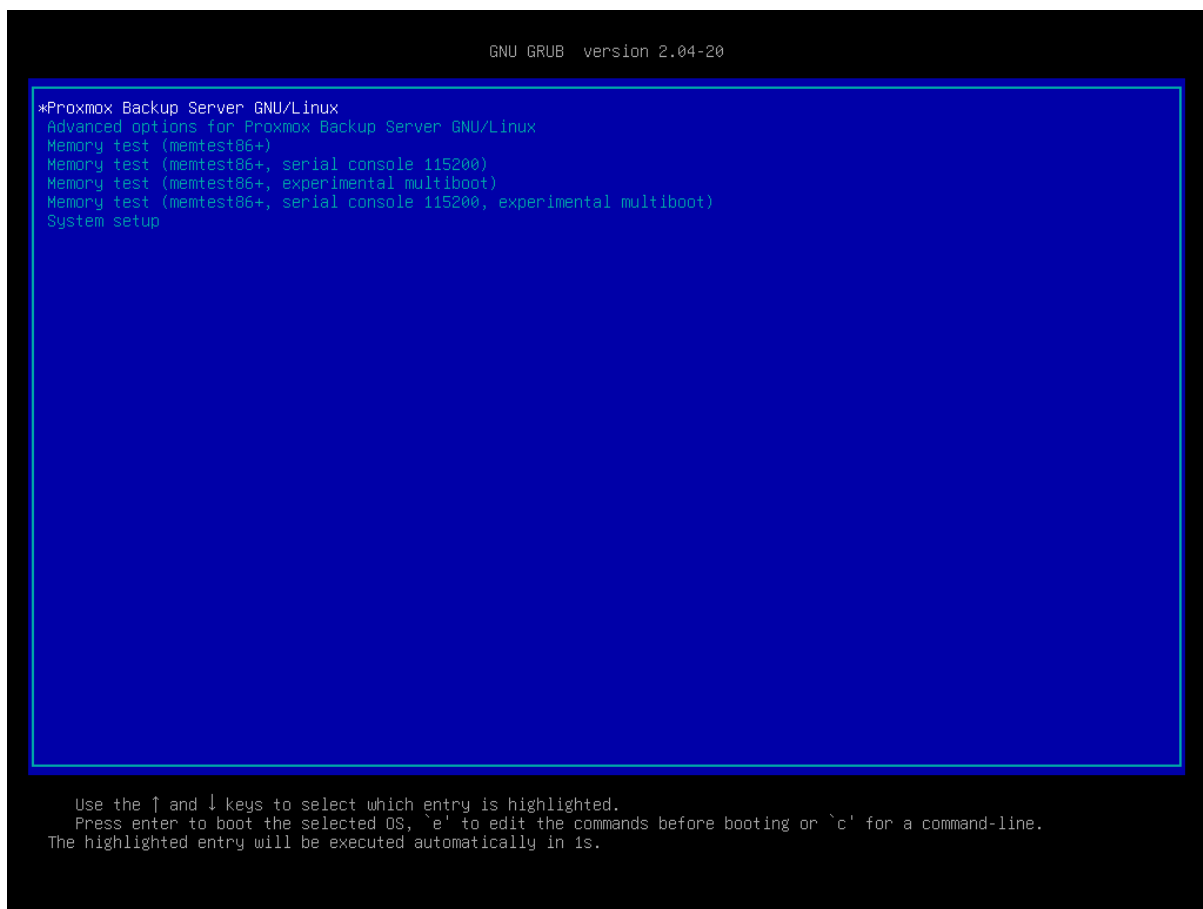 GNU GRUB  version 2.04-20
*Proxmox Backup Server GNU/Linux
Advanced options for Proxmox Backup Server GNU/Linux
Memory test (memtest86+)
Memory test (memtest86+, serial console 115200)
Memory test (memtest86+, experimental multiboot)
Memory test (memtest86+, serial console 115200, experimental multiboot)
System setup
Use the ↑ and ↓ keys to select which entry is highlighted.
Press enter to boot the selected OS, `e' to edit the commands before booting or `c' for a command-line.
The highlighted entry will be executed automatically in 1s.